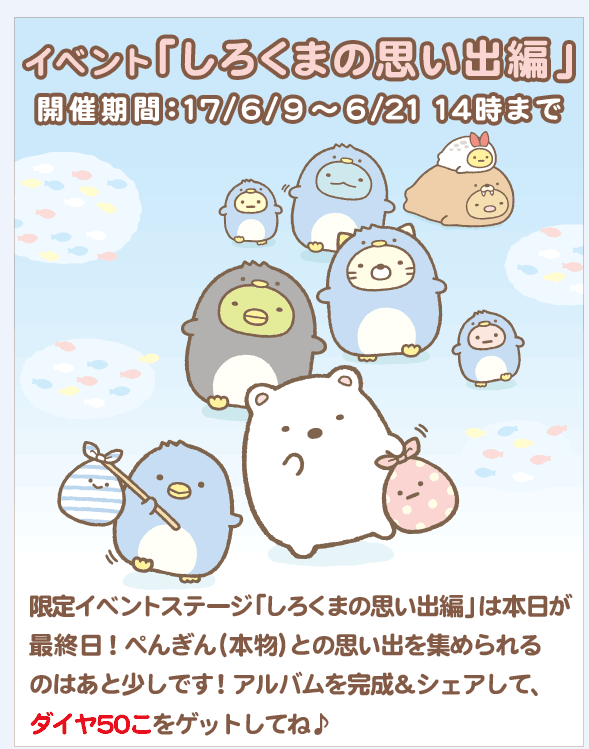 イベント「しろくまの思い出編」
開催期間：17/6/9～6/21 14時まで
限定イベントステージ「しろくまの思い出編」は本日が
最終日！ぺんぎん(本物)との思い出を集められる
のはあと少しです！アルバムを完成＆シェアして、
ダイヤ50こをゲットしてね♪